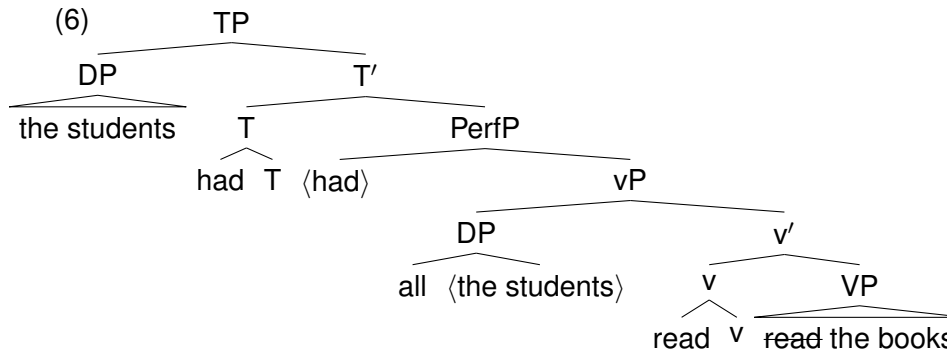 (6) TP
DP T′
the students T PerfP
had T ⟨had⟩ vP
DP v′
all ⟨the students⟩ v VP
read v read the books